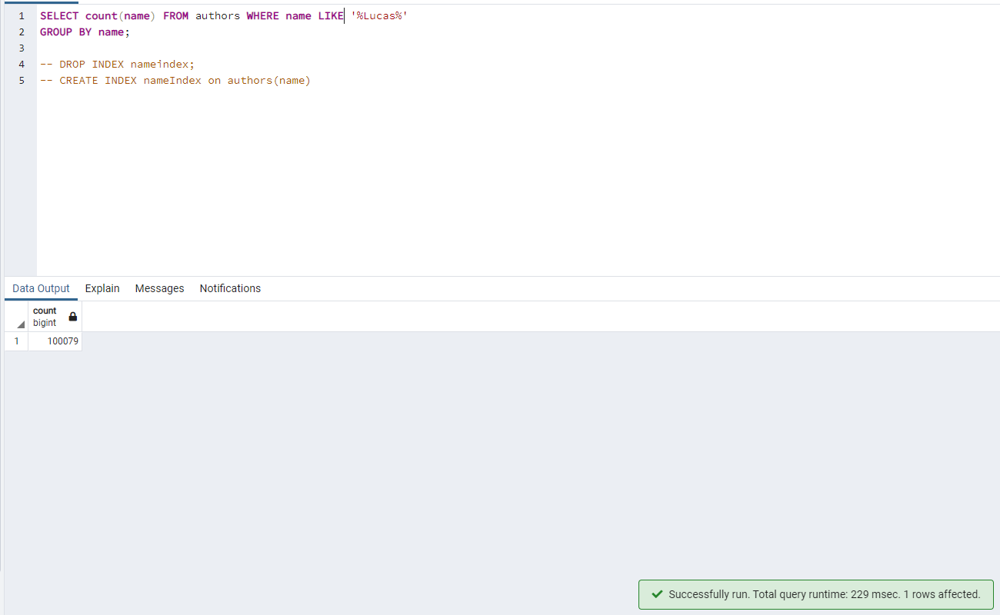 1 SELECT count(name) FROM authors WHERE name LIKE '%Lucas%'
2 GROUP BY name;
3
4 -- DROP INDEX nameindex;
5 -- CREATE INDEX nameIndex on authors(name)
Data Output Explain Messages Notifications
count
bigint
1 100079
Successfully run. Total query runtime: 229 msec. 1 rows affected.